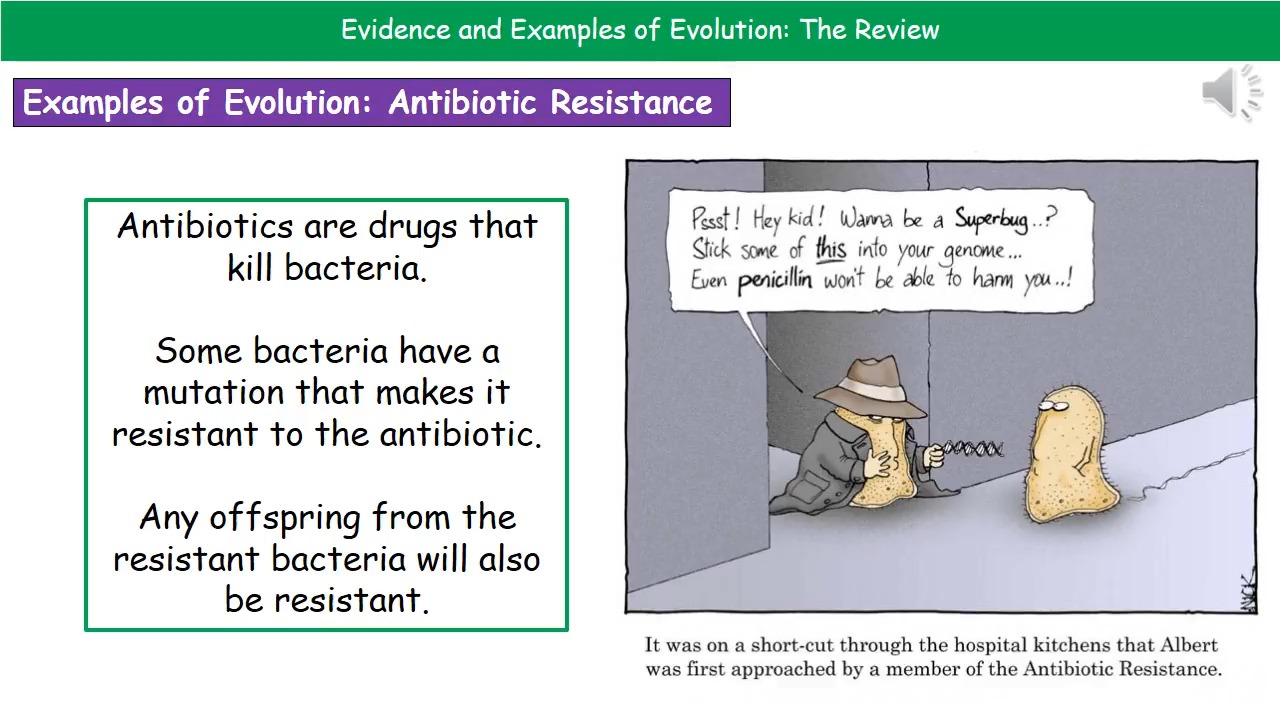 Evidence and Examples of Evolution: The Review
Examples of Evolution: Antibiotic Resistance
Antibiotics are drugs that
kill bacteria.
Some bacteria have a
mutation that makes it
resistant to the antibiotic.
Any offspring from the
resistant bacteria will also
be resistant.
Pssst! Hey kid! Wanna be a Superbug..?
Stick some of this into your genome...
Even penicillin won't be able to harm you..!
NICK
It was on a short-cut through the hospital kitchens that Albert
was first approached by a member of the Antibiotic Resistance.